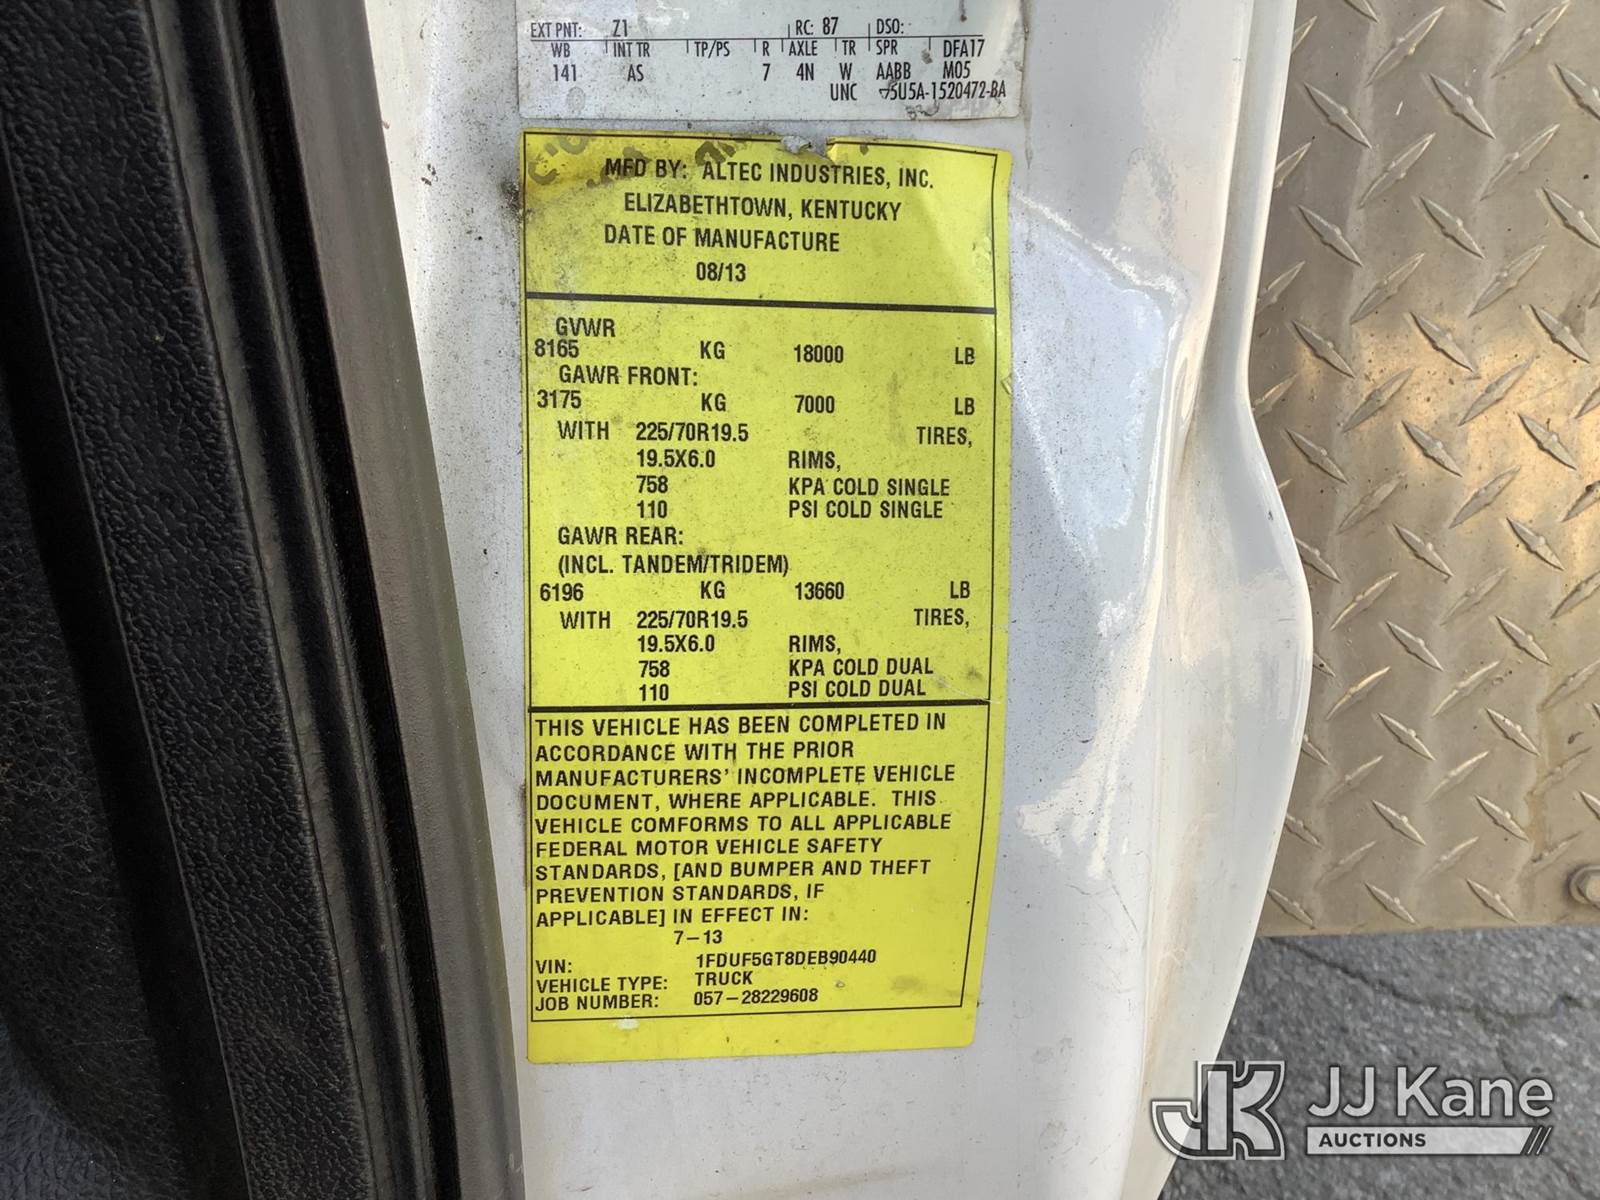 EXT PNT: Z1 RC: 87 DSO:
WB INT TR TP/PS R AXLE TR SPR DFA17
141 AS 7 4N W AABB M05
UNC 5U5A-1520472-BA
MFD BY: ALTEC INDUSTRIES, INC.
ELIZABETHTOWN, KENTUCKY
DATE OF MANUFACTURE
08/13
GVWR
8165 KG 18000 LB
GAWR FRONT:
3175 KG 7000 LB
WITH 225/70R19.5 TIRES,
19.5X6.0 RIMS,
758 KPA COLD SINGLE
110 PSI COLD SINGLE
GAWR REAR:
(INCL. TANDEM/TRIDEM)
6196 KG 13660 LB
WITH 225/70R19.5 TIRES,
19.5X6.0 RIMS,
758 KPA COLD DUAL
110 PSI COLD DUAL
THIS VEHICLE HAS BEEN COMPLETED IN
ACCORDANCE WITH THE PRIOR
MANUFACTURERS' INCOMPLETE VEHICLE
DOCUMENT, WHERE APPLICABLE. THIS
VEHICLE COMFORMS TO ALL APPLICABLE
FEDERAL MOTOR VEHICLE SAFETY
STANDARDS, [AND BUMPER AND THEFT
PREVENTION STANDARDS, IF
APPLICABLE] IN EFFECT IN:
7-13
VIN: 1FDUF5GT8DEB90440
VEHICLE TYPE: TRUCK
JOB NUMBER: 057-28229608
JK JJ Kane
AUCTIONS